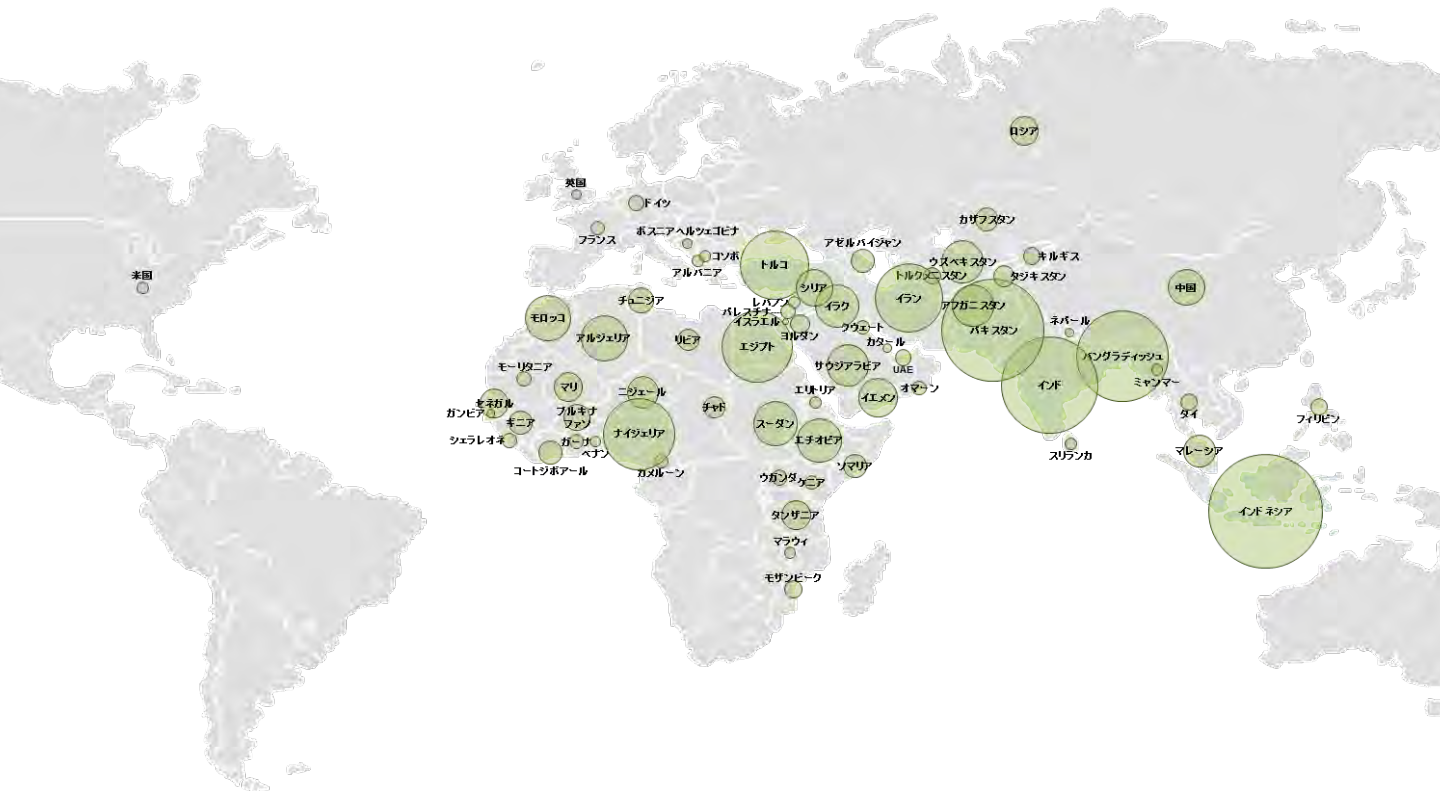 ロシア
英国
ドイツ
フランス
ボスニアヘルツェゴビナ
コソボ
アルバニア
カザフスタン
アゼルバイジャン
ウズベキスタン
キルギス
トルコ
トルクメニスタン
タジキスタン
米国
シリア
中国
チュニジア
レバノン
イラン
アフガニスタン
モロッコ
パレスチナ
イラク
イスラエル
ネパール
アルジェリア
リビア
ヨルダン
クウェート
パキスタン
エジプト
カタール
バングラディッシュ
モーリタニア
サウジアラビア
UAE
マリ
ニジェール
エリトリア
オマーン
インド
ミャンマー
セネガル
ガンビア
ブルキナ
ファソ
チャド
イエメン
タイ
フィリピン
ギニア
スーダン
シェラレオネ
ガーナ
ベナン
ナイジェリア
エチオピア
スリランカ
マレーシア
コートジボアール
カメルーン
ソマリア
ウガンダ
ケニア
タンザニア
インドネシア
マラウィ
モザンビーク